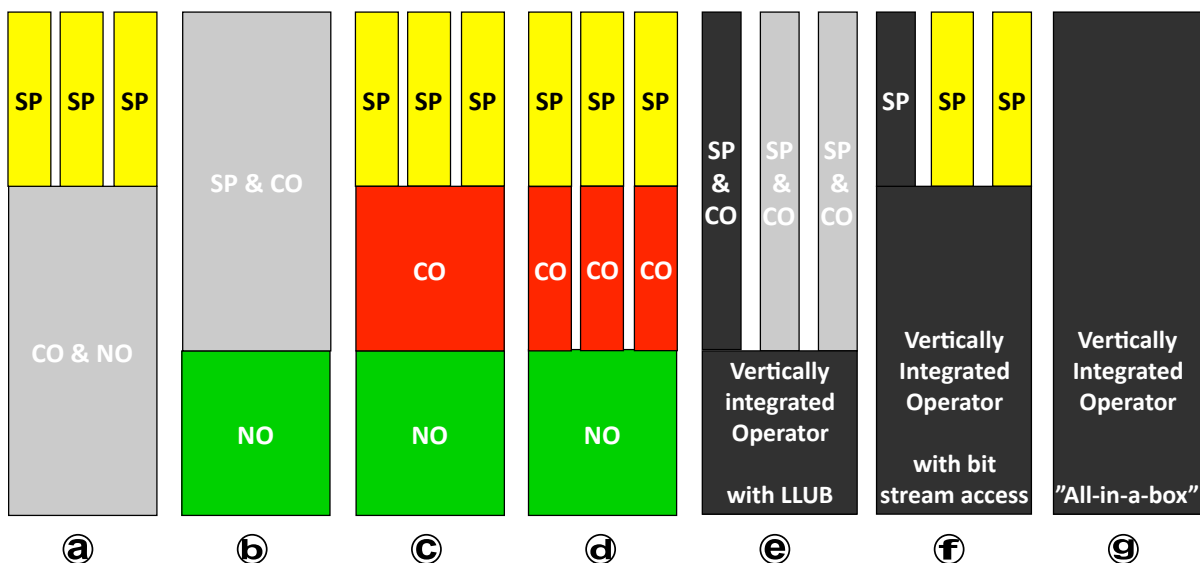 SP SP SP
CO & NO
ⓐ
SP & CO
NO
ⓑ
SP SP SP
CO
NO
ⓒ
SP SP SP
CO CO CO
NO
ⓓ
SP SP SP
& & &
CO CO CO
Vertically
integrated
Operator
with LLUB
ⓔ
SP SP SP
Vertically
Integrated
Operator
with bit
stream access
ⓕ
Vertically
Integrated
Operator
”All-in-a-box”
ⓖ